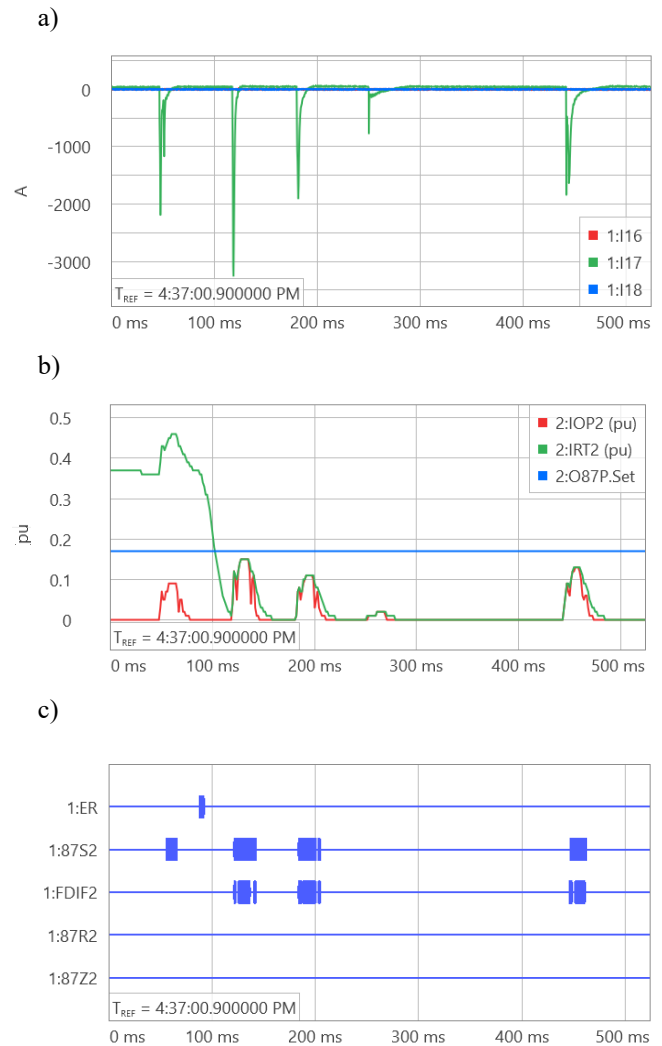 a)
0
-1000
-2000
-3000
A
1:I16
1:I17
1:I18
TREF = 4:37:00.900000 PM
0 ms 100 ms 200 ms 300 ms 400 ms 500 ms
b)
0.5
0.4
0.3
0.2
0.1
0
pu
2:IOP2 (pu)
2:IRT2 (pu)
2:O87P.Set
TREF = 4:37:00.900000 PM
0 ms 100 ms 200 ms 300 ms 400 ms 500 ms
c)
1:ER
1:87S2
1:FDIF2
1:87R2
1:87Z2
TREF = 4:37:00.900000 PM
0 ms 100 ms 200 ms 300 ms 400 ms 500 ms